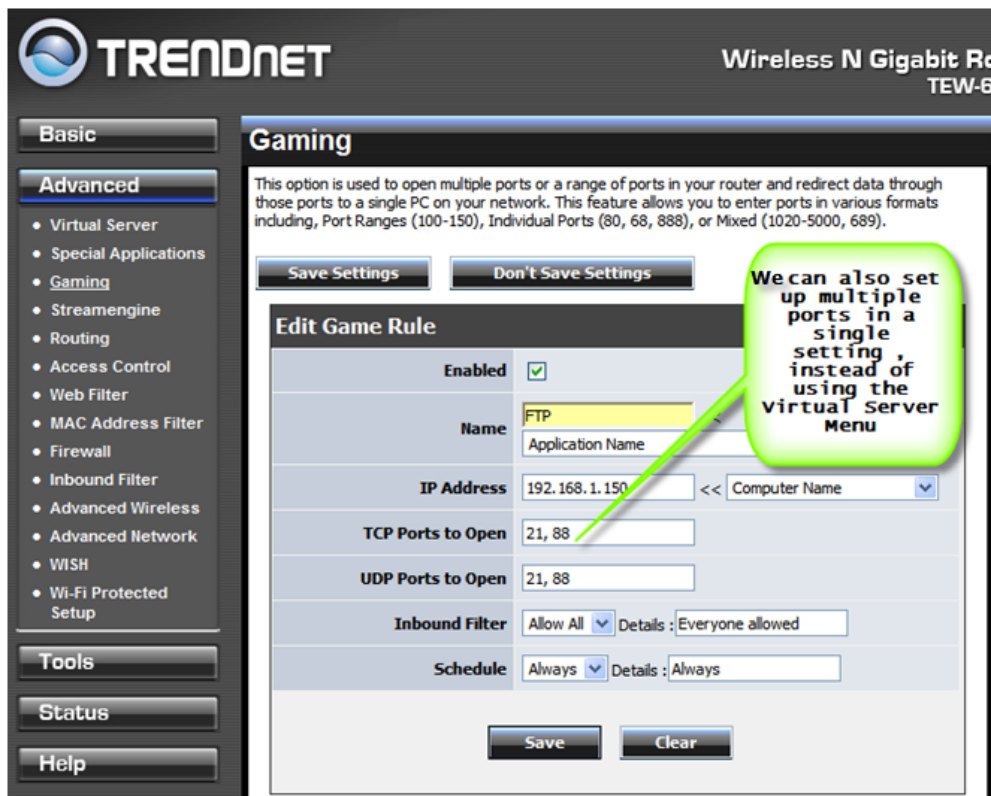 TRENDnet
Wireless N Gigabit Ro
TEW-6
Basic
Advanced
Virtual Server
Special Applications
Gaming
Streamengine
Routing
Access Control
Web Filter
MAC Address Filter
Firewall
Inbound Filter
Advanced Wireless
Advanced Network
WISH
Wi-Fi Protected
Setup
Tools
Status
Help
Gaming
This option is used to open multiple ports or a range of ports in your router and redirect data through
those ports to a single PC on your network. This feature allows you to enter ports in various formats
including, Port Ranges (100-150), Individual Ports (80, 68, 888), or Mixed (1020-5000, 689).
Save Settings Don't Save Settings
We can also set
up multiple
ports in a
single
setting ,
instead of
using the
Virtual Server
Menu
Edit Game Rule
Enabled
Name FTP <
Application Name
IP Address 192.168.1.150 << Computer Name
TCP Ports to Open 21, 88
UDP Ports to Open 21, 88
Inbound Filter Allow All Details : Everyone allowed
Schedule Always Details : Always
Save Clear